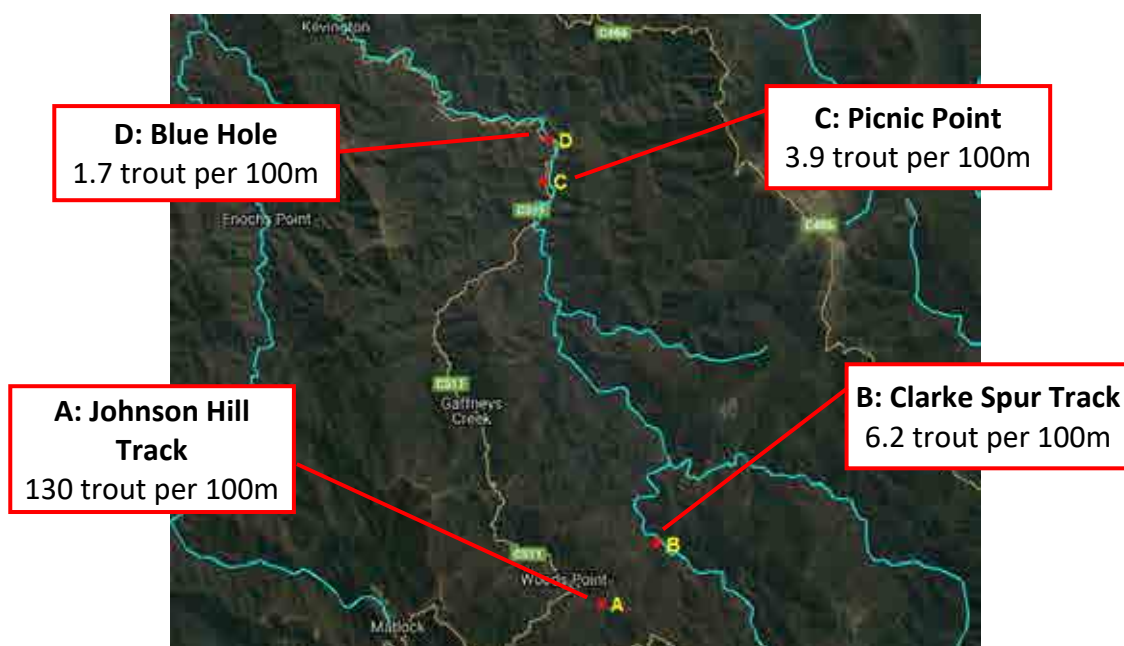 Kevington
C466
D: Blue Hole
1.7 trout per 100m
C: Picnic Point
3.9 trout per 100m
D
C
C511
Enochs Point
C511
Gaffneys
Creek
A: Johnson Hill
Track
130 trout per 100m
B: Clarke Spur Track
6.2 trout per 100m
B
C511
Woods Point
A
Matlock